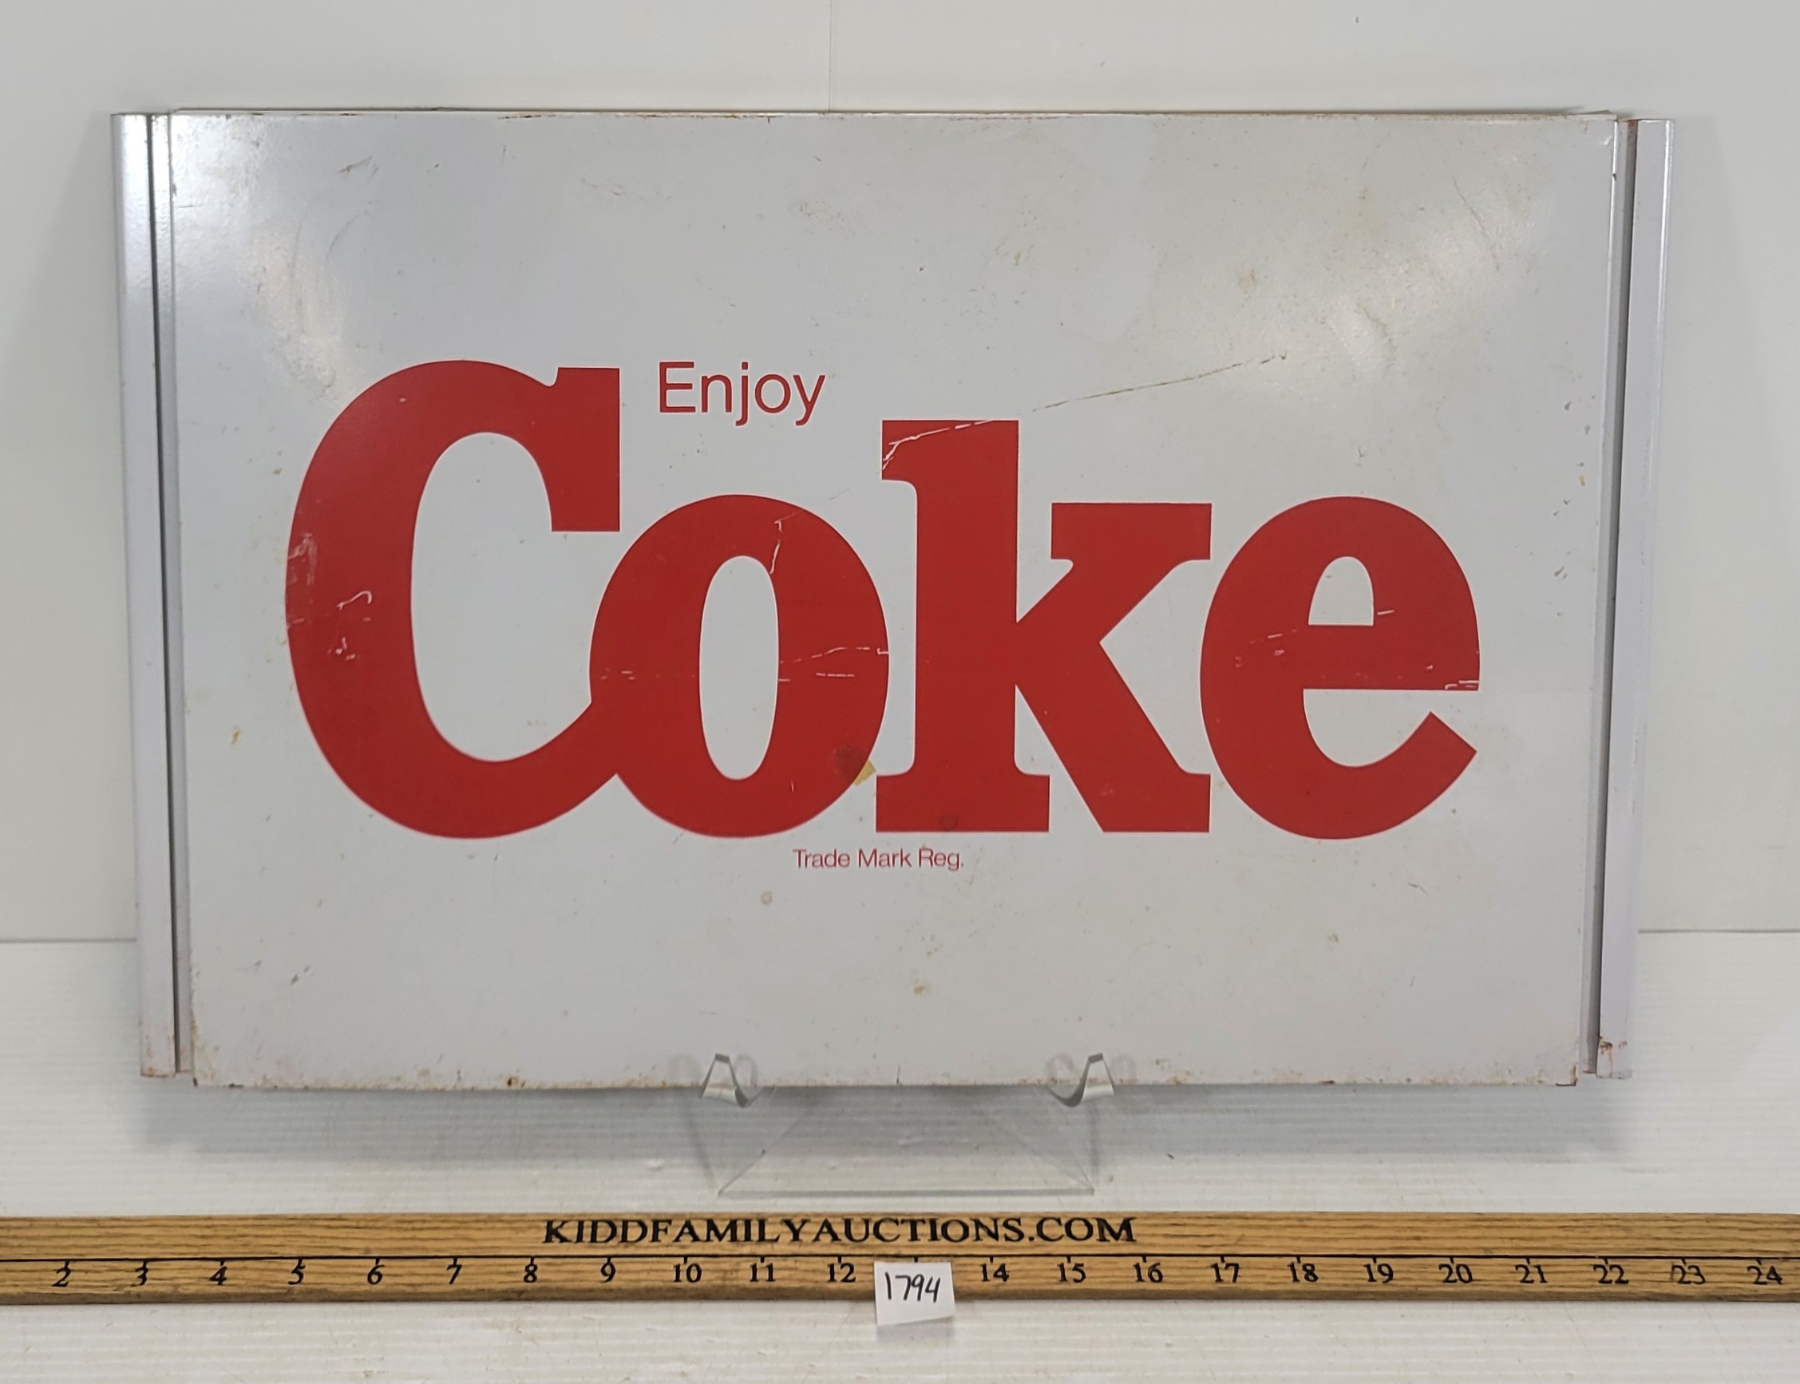 Enjoy
Coke
Trade Mark Reg.
KIDDFAMILYAUCTIONS.COM
2 3 4 5 6 7 8 9 10 11 12 14 15 16 17 18 19 20 21 22 23 24
1794